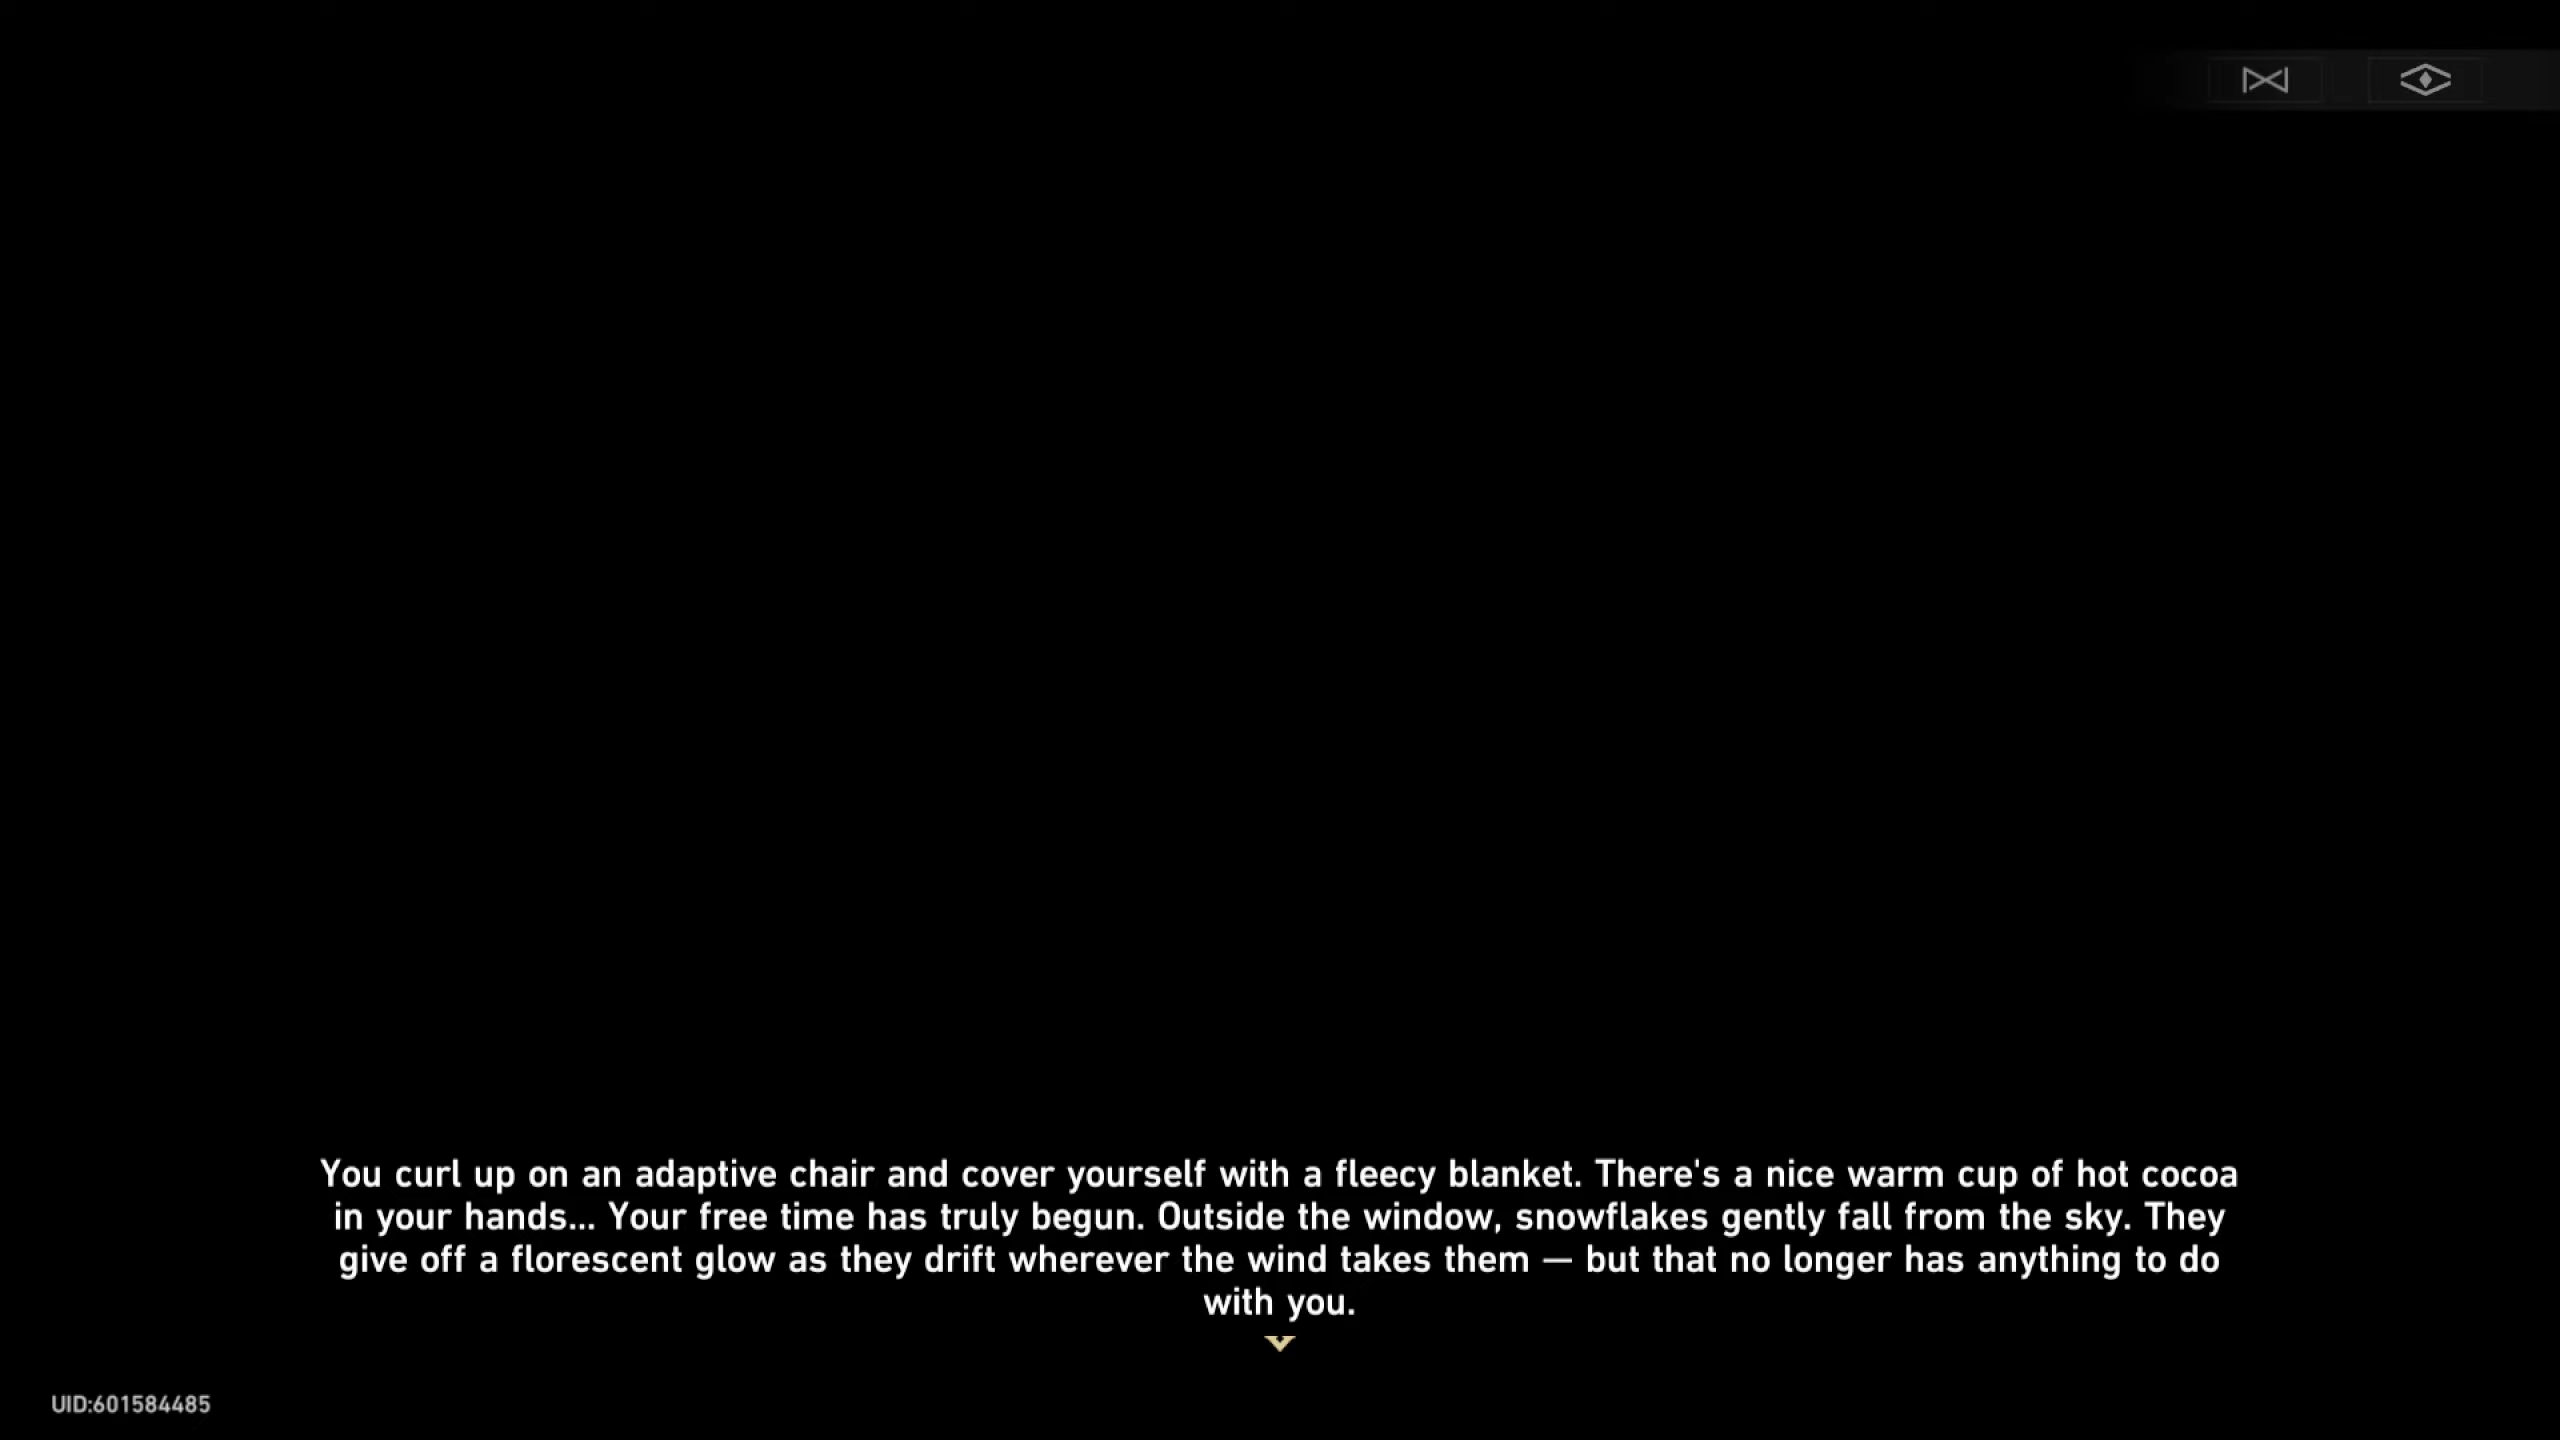 You curl up on an adaptive chair and cover yourself with a fleecy blanket. There's a nice warm cup of hot cocoa
in your hands... Your free time has truly begun. Outside the window, snowflakes gently fall from the sky. They
give off a florescent glow as they drift wherever the wind takes them — but that no longer has anything to do
with you.
UID:601584485